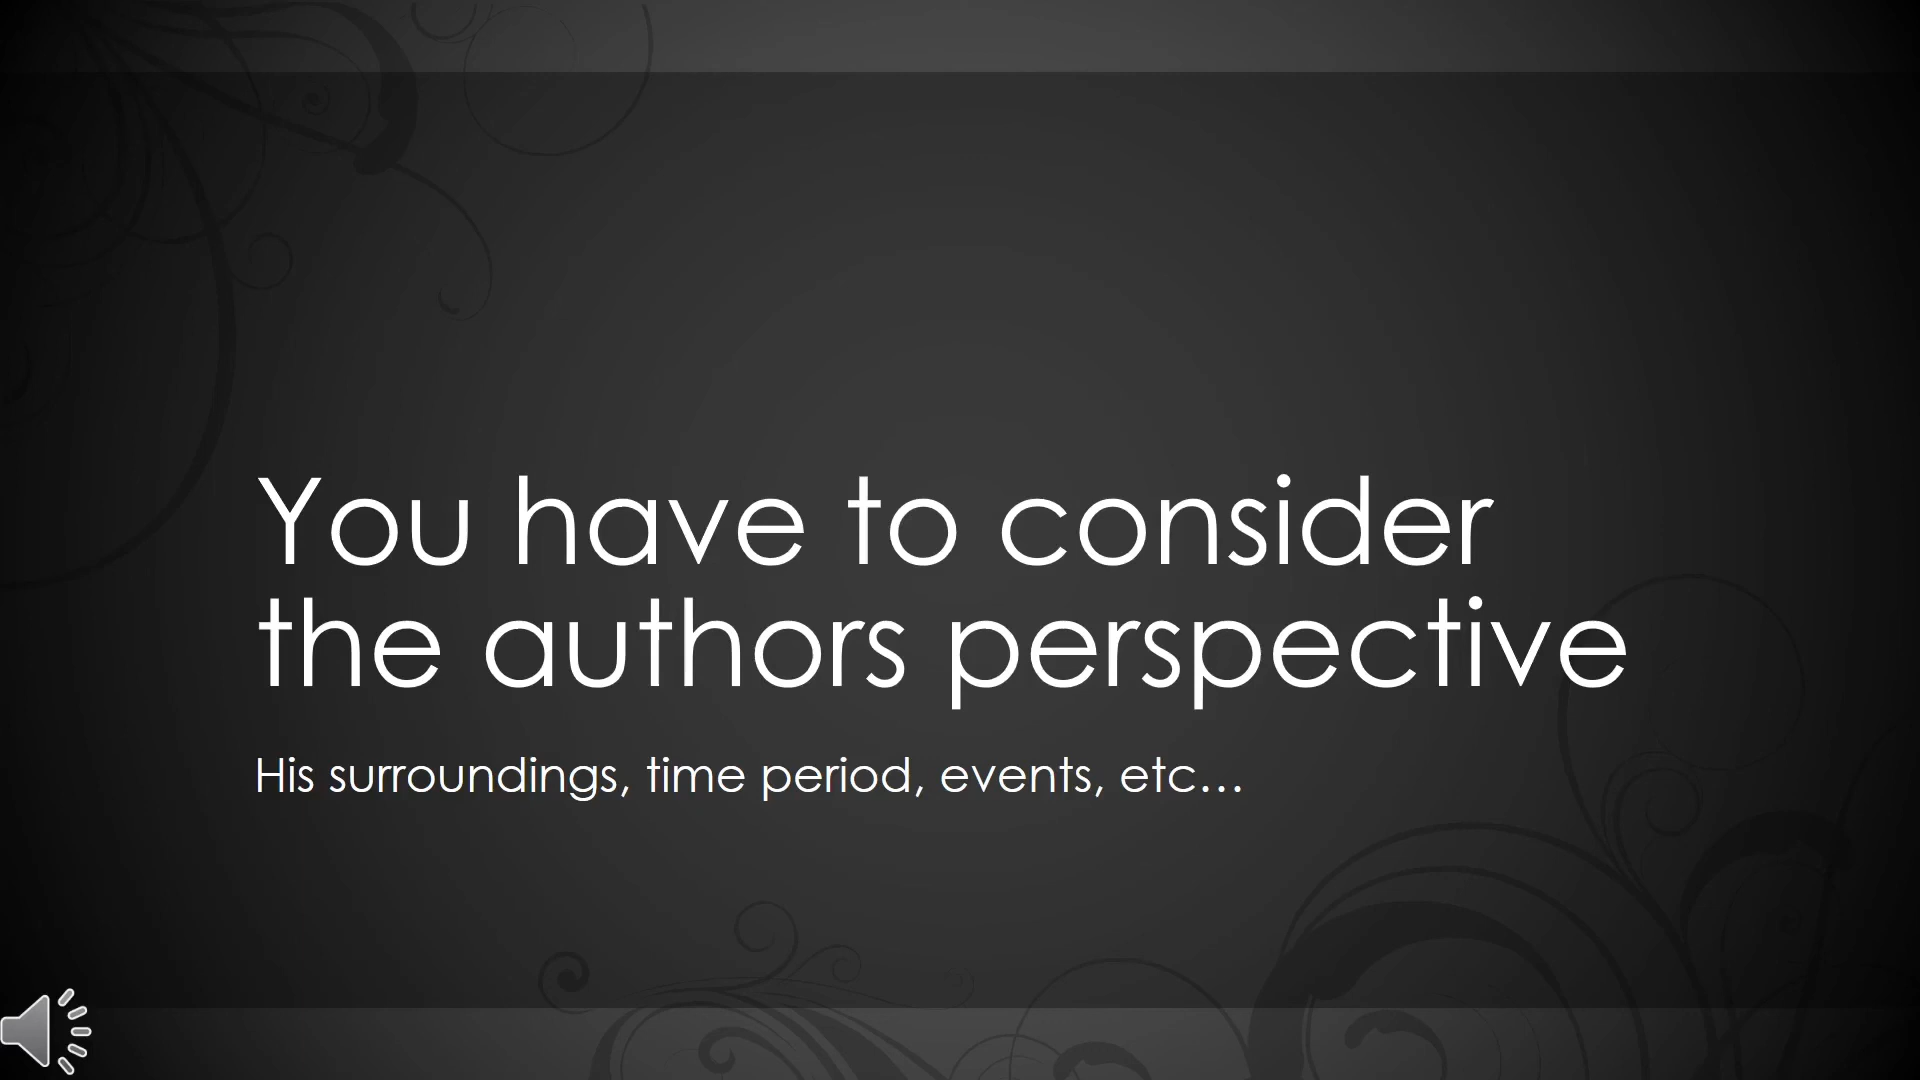 You have to consider
the authors perspective
His surroundings, time period, events, etc…